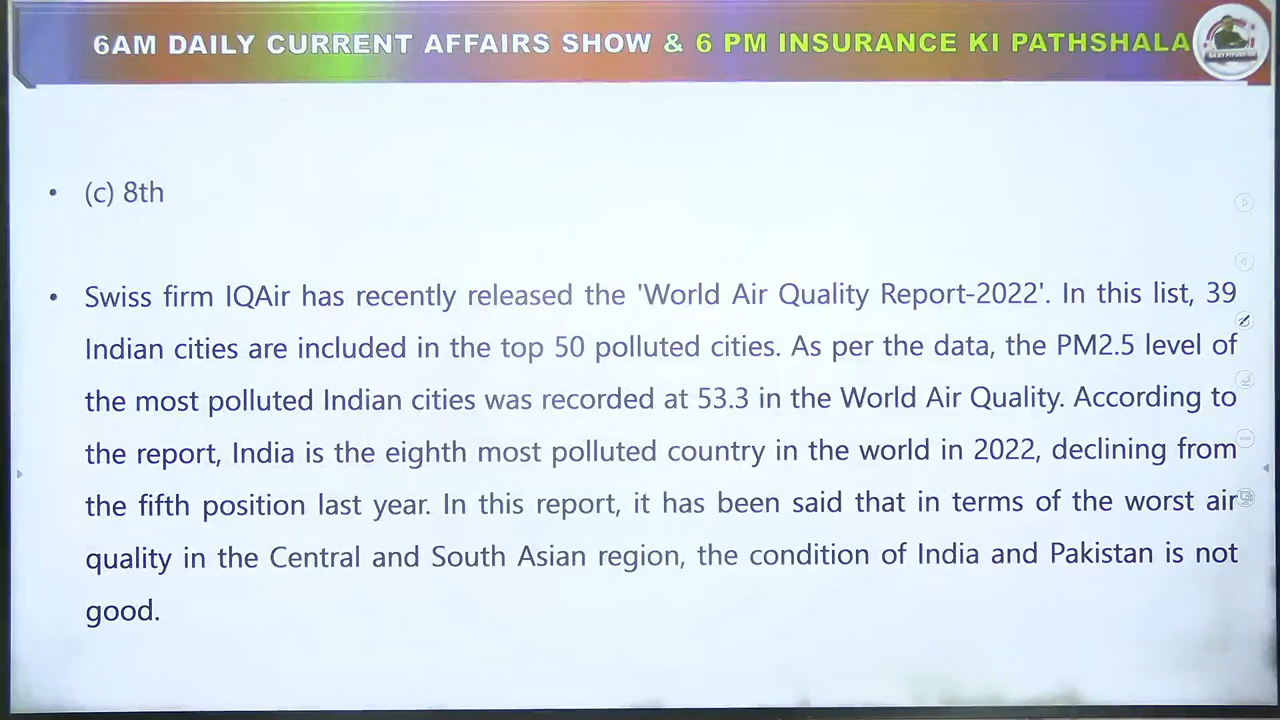 6AM DAILY CURRENT AFFAIRS SHOW & 6 PM INSURANCE KI PATHSHALA
• (c) 8th
• Swiss firm IQAir has recently released the 'World Air Quality Report-2022'. In this list, 39
Indian cities are included in the top 50 polluted cities. As per the data, the PM2.5 level of
the most polluted Indian cities was recorded at 53.3 in the World Air Quality. According to
the report, India is the eighth most polluted country in the world in 2022, declining from
the fifth position last year. In this report, it has been said that in terms of the worst air
quality in the Central and South Asian region, the condition of India and Pakistan is not
good.